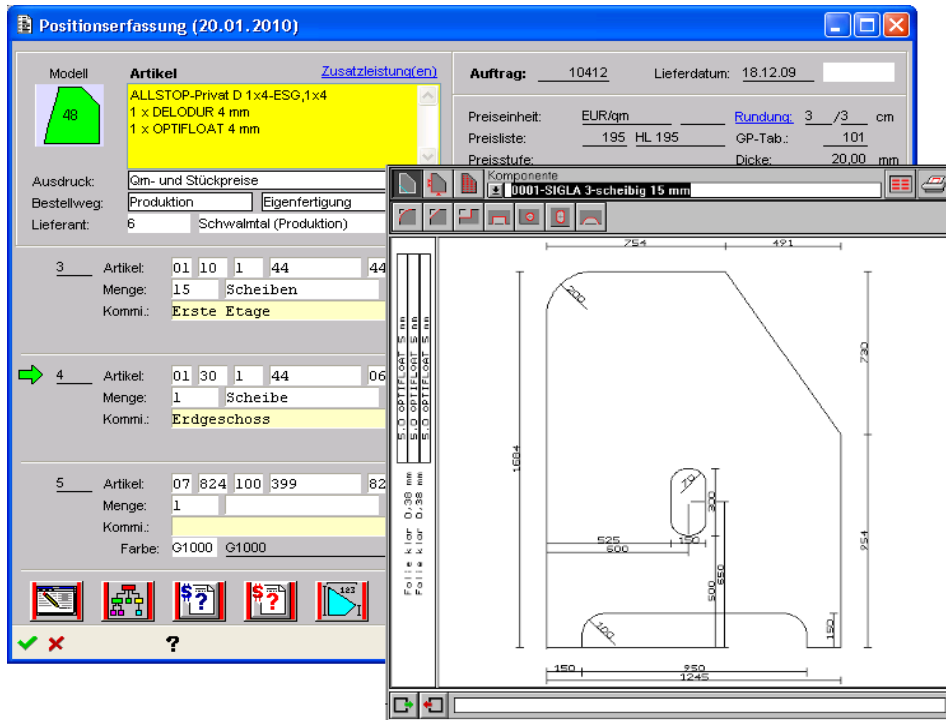 Positionserfassung (20.01.2010)
Modell
Artikel
Zusatzleistung(en)
48
ALLSTOP-Privat D 1x4-ESG,1x4
1 x DELODUR 4 mm
1 x OPTIFLOAT 4 mm
Ausdruck: Qm- und Stückpreise
Bestellweg: Produktion Eigenfertigung
Lieferant: 6 Schwalmtal (Produktion)
Auftrag: 10412 Lieferdatum: 18.12.09
Preiseinheit: EUR/qm Rundung: 3 /3 cm
Preisliste: 195 HL 195 GP-Tab.: 101
Preisstufe: Dicke: 20,00 mm
3 Artikel: 01 10 1 44 44
Menge: 15 Scheiben
Kommi.: Erste Etage
4 Artikel: 01 30 1 44 06
Menge: 1 Scheibe
Kommi.: Erdgeschoss
5 Artikel: 07 824 100 399 82
Menge: 1
Kommi.:
Farbe: G1000 G1000
$ ?
$ ?
123
?
Komponente
0001-SIGLA 3-scheibig 15 mm
5.0 OPTIFLOAT 5 mm
5.0 OPTIFLOAT 5 mm
5.0 OPTIFLOAT 5 mm
Folie klar 0,38 mm
Folie klar 0,38 mm
754
491
200
730
1684
70
300
525
150
600
650
500
954
100
150
150
950
1245